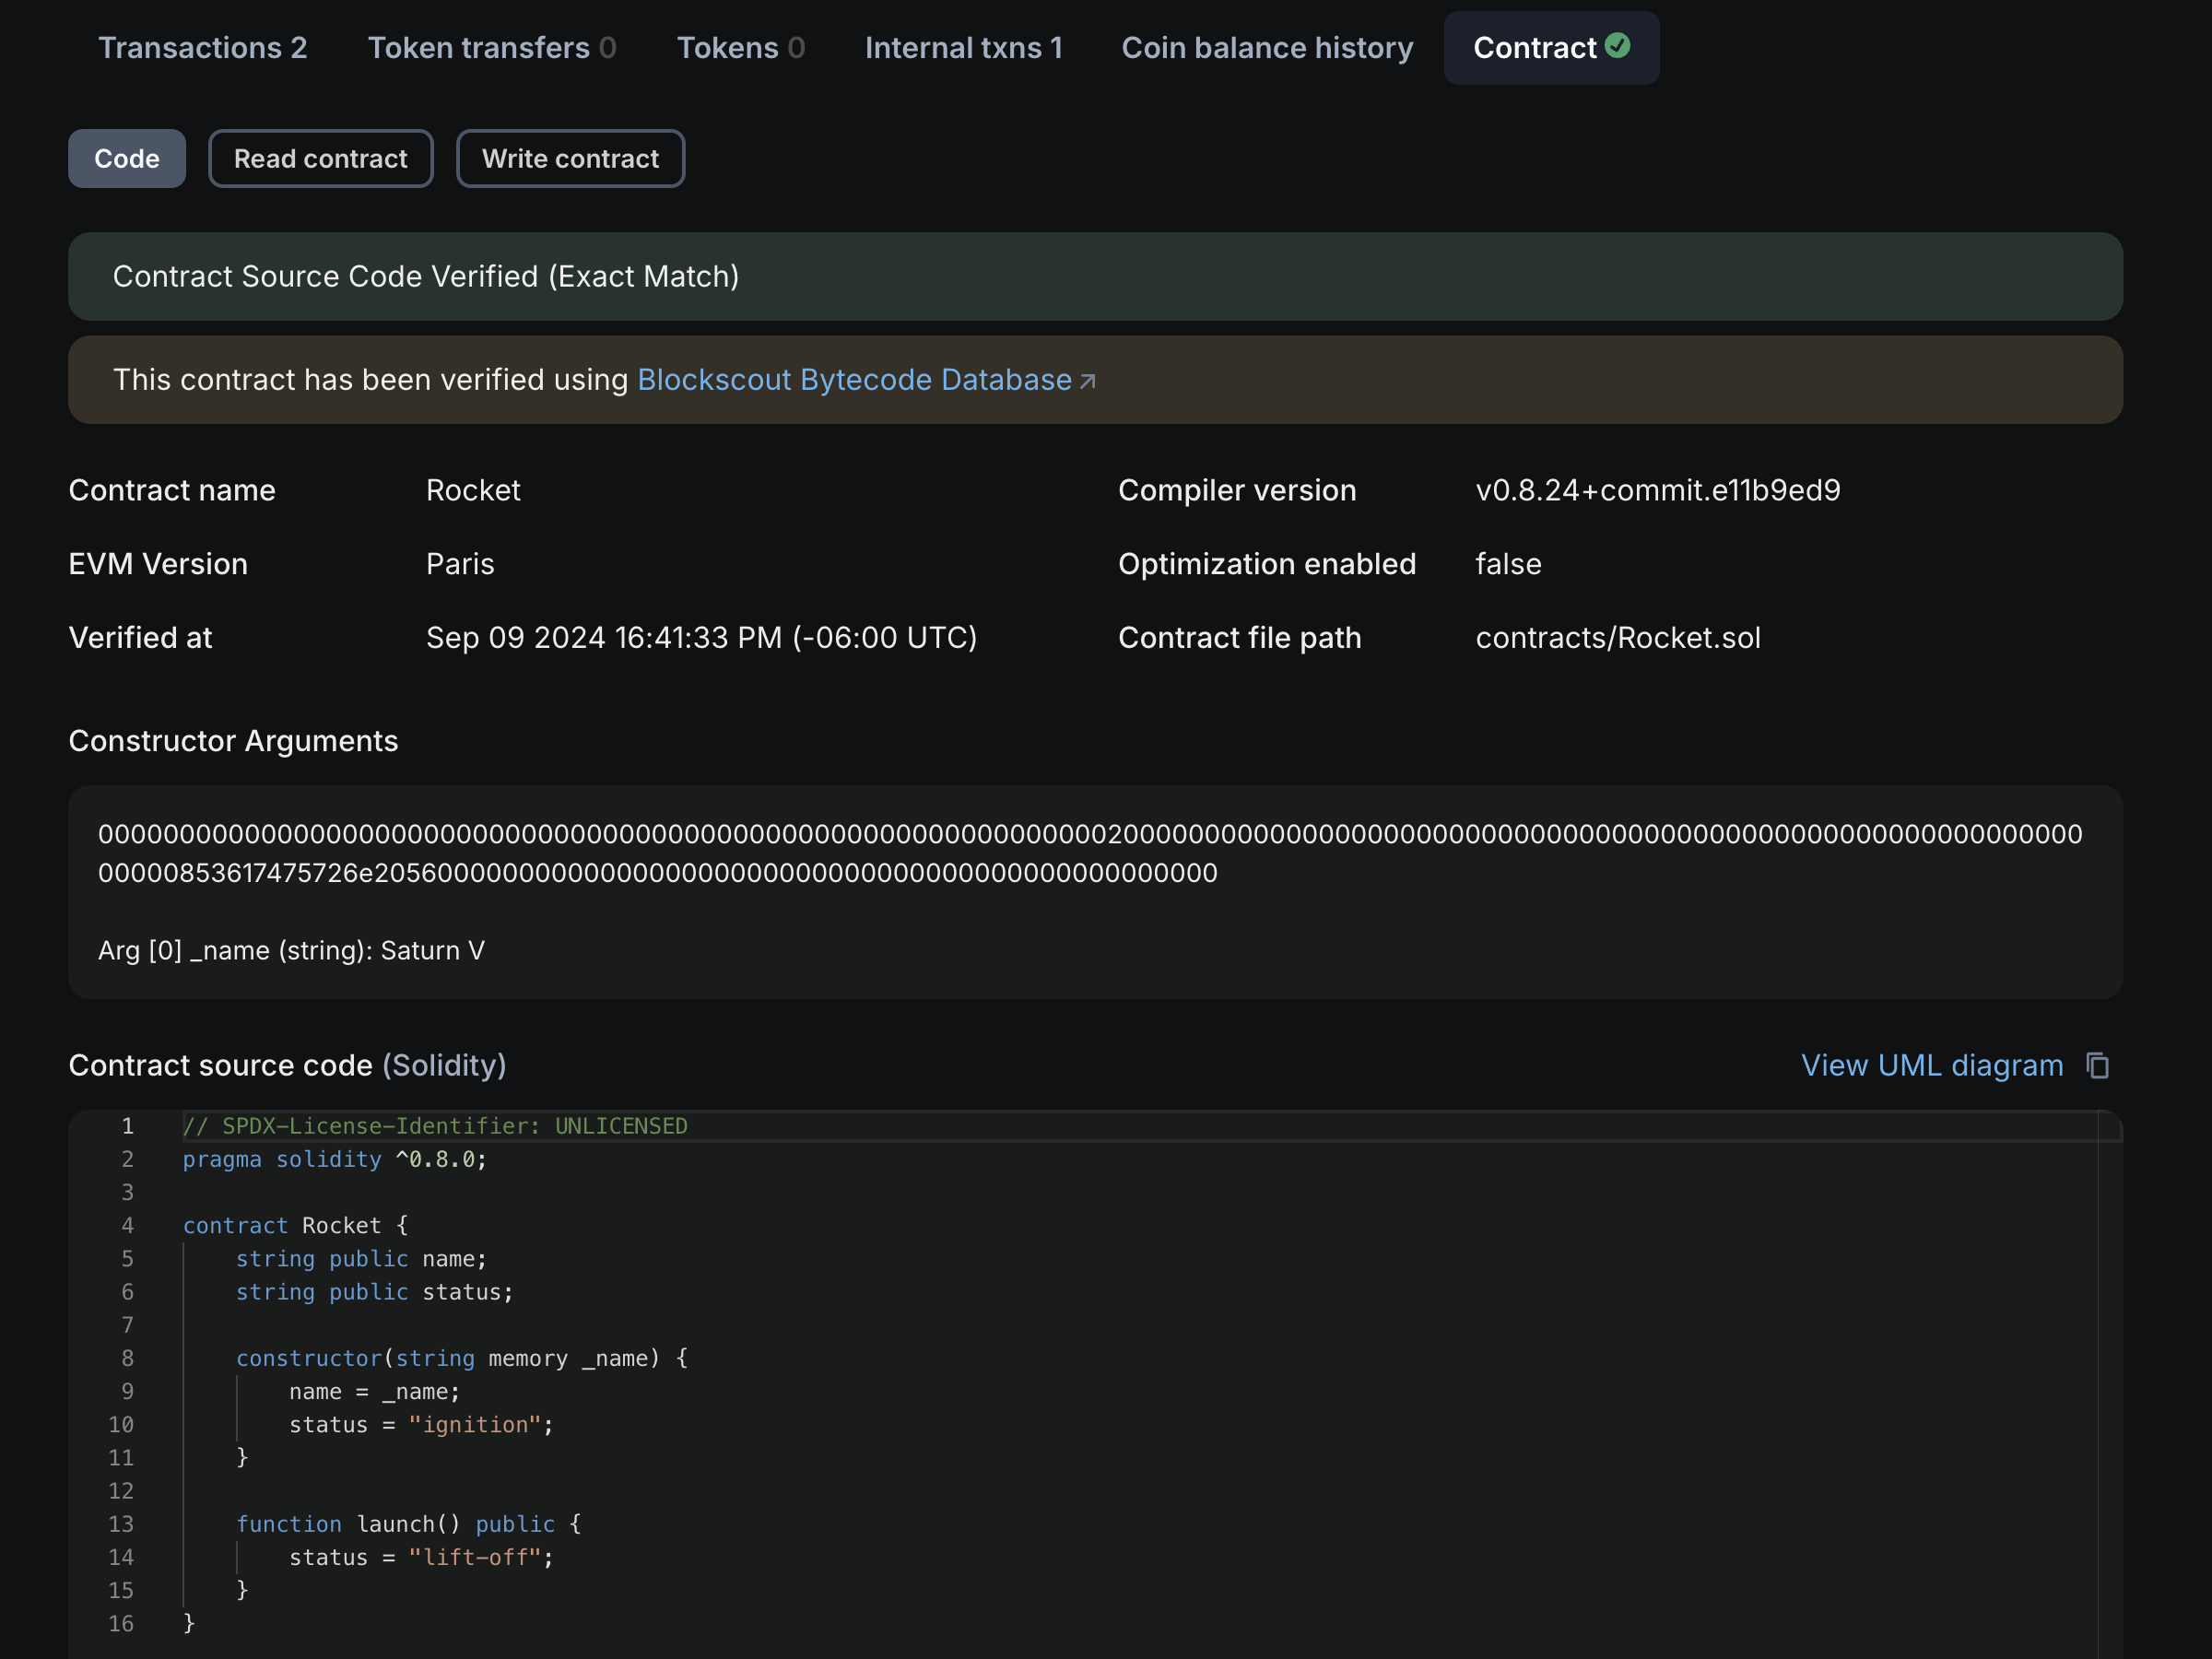 Transactions 2 Token transfers 0 Tokens 0 Internal txns 1 Coin balance history Contract
Code Read contract Write contract
Contract Source Code Verified (Exact Match)
This contract has been verified using Blockscout Bytecode Database
Contract name Rocket Compiler version v0.8.24+commit.e11b9ed9
EVM Version Paris Optimization enabled false
Verified at Sep 09 2024 16:41:33 PM (-06:00 UTC) Contract file path contracts/Rocket.sol
Constructor Arguments
00000000000000000000000000000000000000000000000000000000000000200000000000000000000000000000000000000000000000000000000000
00000853617475726e2056000000000000000000000000000000000000000000000000
Arg [0] _name (string): Saturn V
Contract source code (Solidity) View UML diagram
1 // SPDX-License-Identifier: UNLICENSED
2 pragma solidity ^0.8.0;
3
4 contract Rocket {
5 string public name;
6 string public status;
7
8 constructor(string memory _name) {
9 name = _name;
10 status = "ignition";
11 }
12
13 function launch() public {
14 status = "lift-off";
15 }
16 }